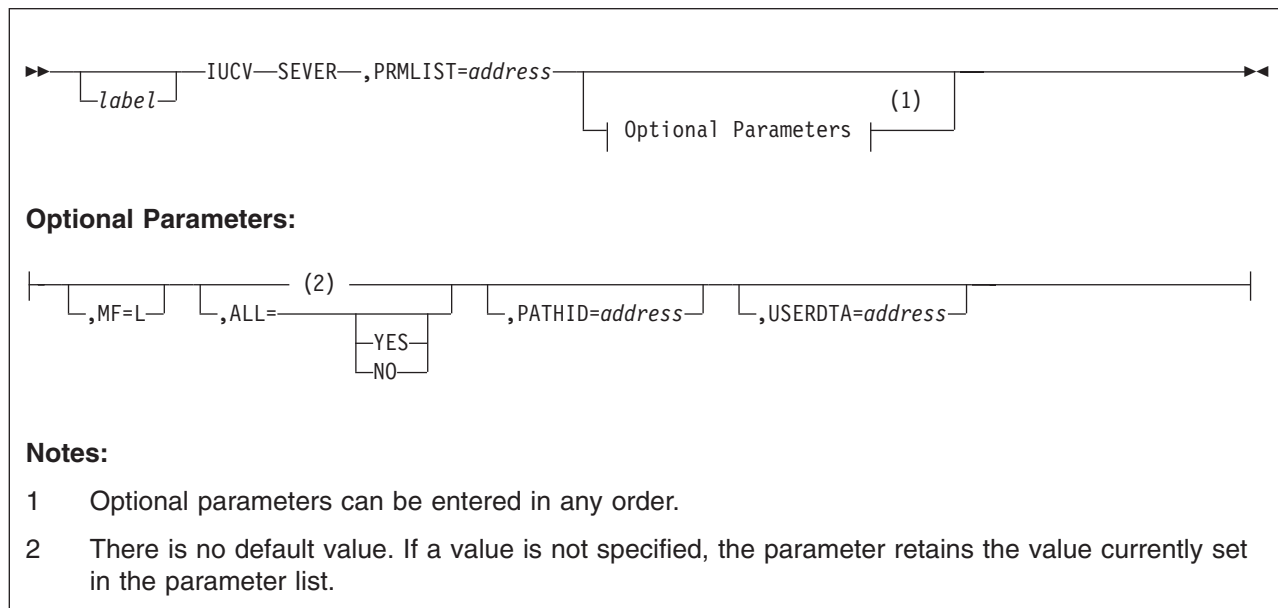 IUCV SEVER ,PRMLIST=address
label
(1)
Optional Parameters
Optional Parameters:
(2)
,MF=L ,ALL= ,PATHID=address ,USERDTA=address
YES
NO
Notes:
1 Optional parameters can be entered in any order.
2 There is no default value. If a value is not specified, the parameter retains the value currently set
in the parameter list.